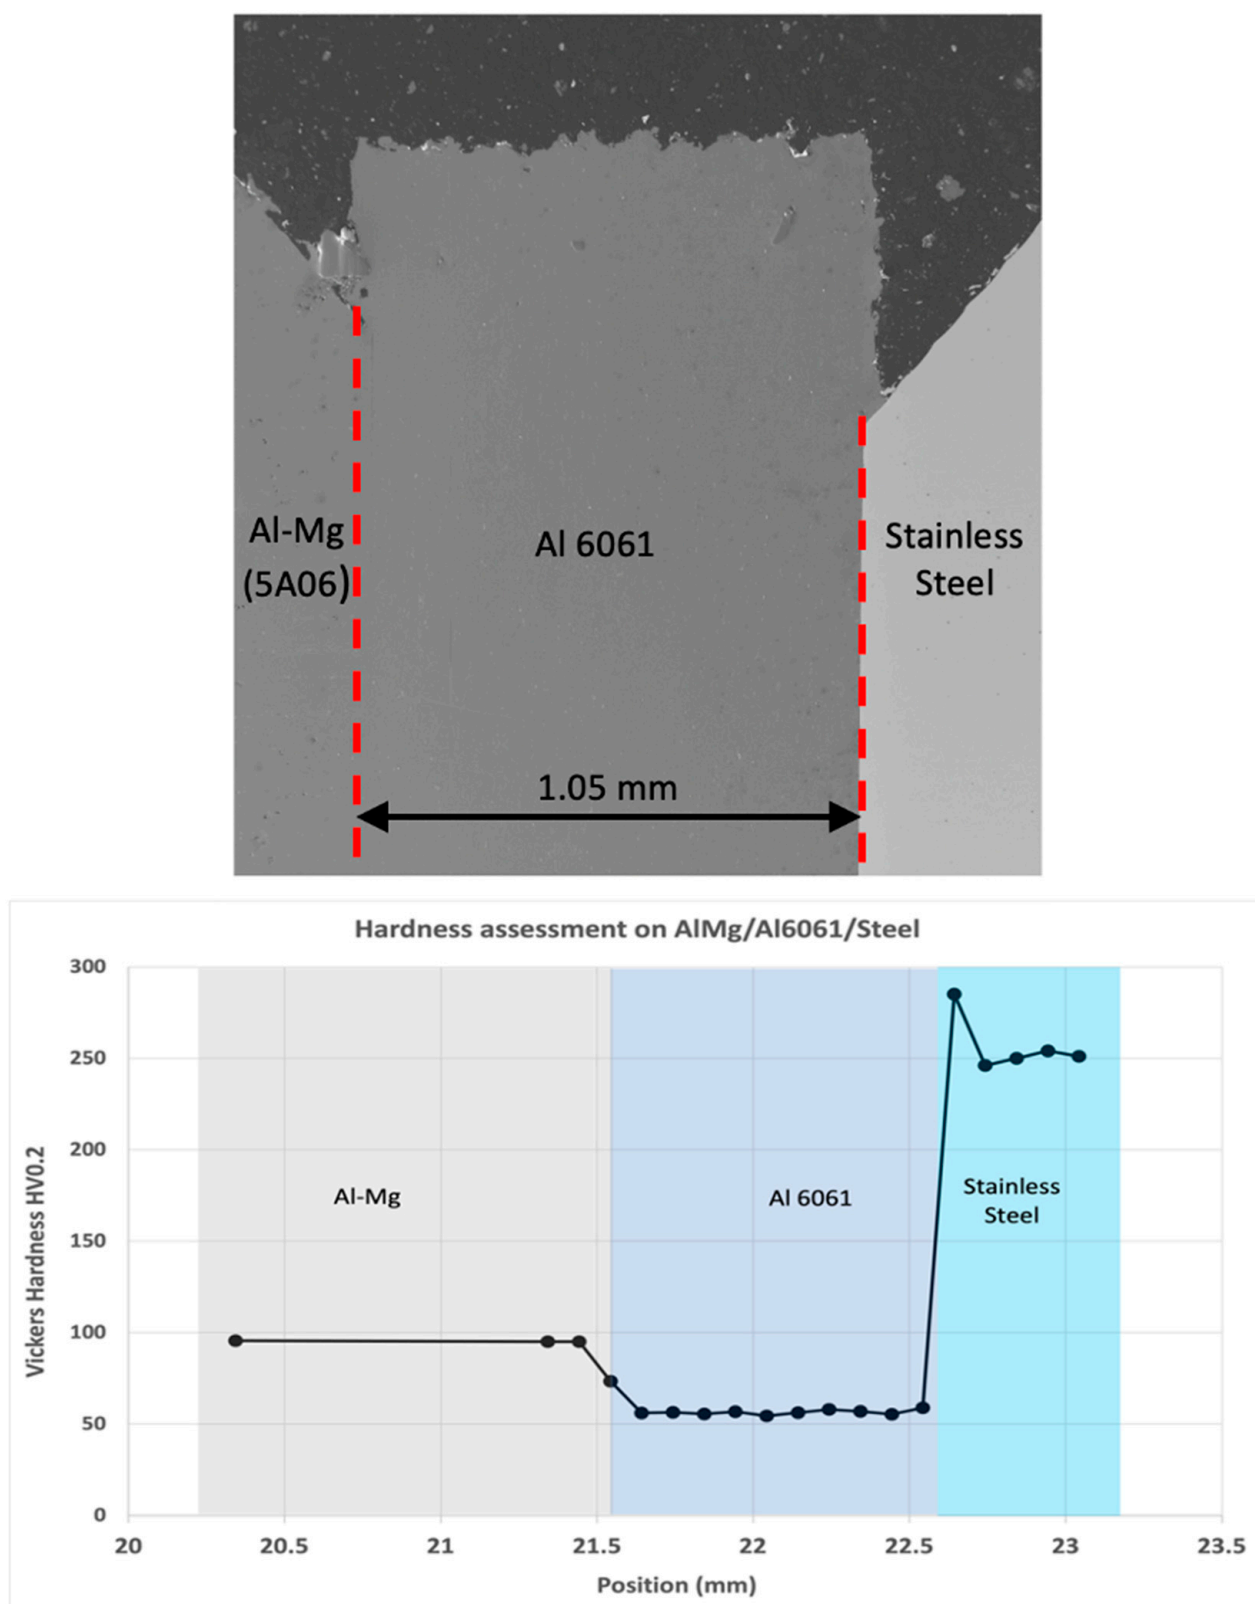 Al-Mg
(5A06)
Al 6061
Stainless
Steel
1.05 mm
Hardness assessment on AlMg/Al6061/Steel
Vickers Hardness HV0.2
300
250
200
150
100
50
0
Al-Mg
Al 6061
Stainless
Steel
20
20.5
21
21.5
22
22.5
23
23.5
Position (mm)